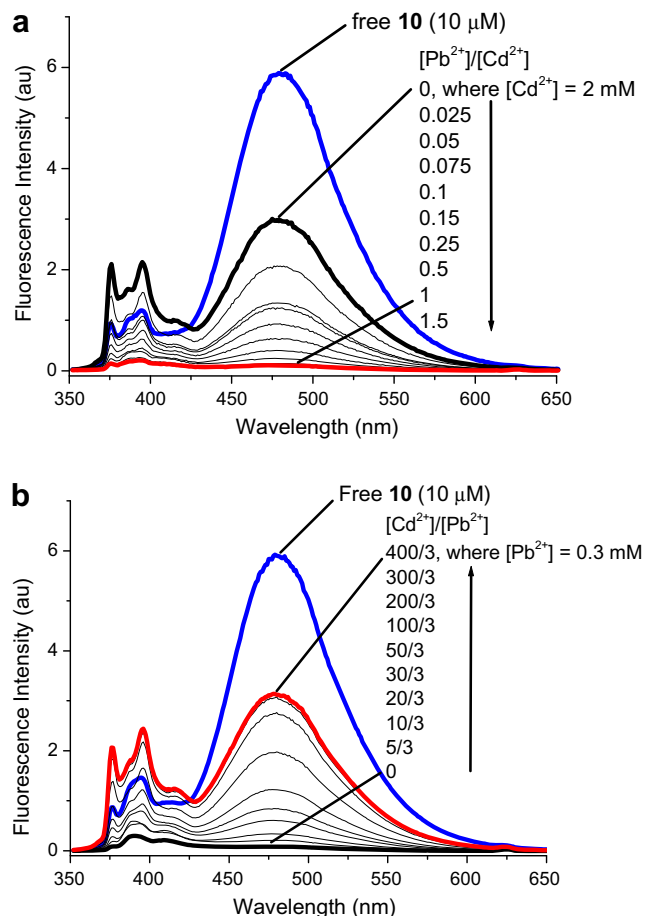 a
free 10 (10 μM)
[Pb²⁺]/[Cd²⁺]
0, where [Cd²⁺] = 2 mM
0.025
0.05
0.075
0.1
0.15
0.25
0.5
1
1.5
6
4
2
0
350 400 450 500 550 600 650
Fluorescence Intensity (au)
Wavelength (nm)
b
Free 10 (10 μM)
[Cd²⁺]/[Pb²⁺]
400/3, where [Pb²⁺] = 0.3 mM
300/3
200/3
100/3
50/3
30/3
20/3
10/3
5/3
0
6
4
2
0
350 400 450 500 550 600 650
Fluorescence Intensity (au)
Wavelength (nm)